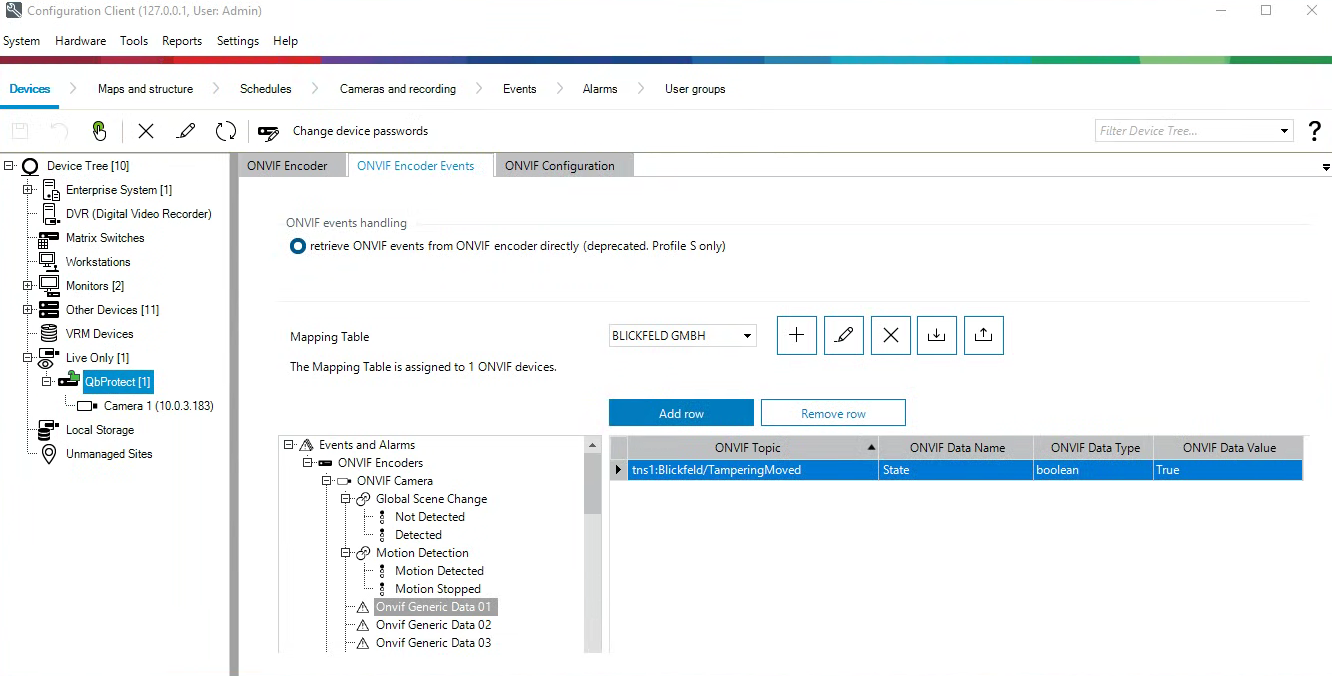 Configuration Client (127.0.0.1, User: Admin)
System Hardware Tools Reports Settings Help
Devices Maps and structure Schedules Cameras and recording Events Alarms User groups
Change device passwords Filter Device Tree... ?
Device Tree [10]
Enterprise System [1]
DVR (Digital Video Recorder)
Matrix Switches
Workstations
Monitors [2]
Other Devices [11]
VRM Devices
Live Only [1]
QbProtect [1]
Camera 1 (10.0.3.183)
Local Storage
Unmanaged Sites
ONVIF Encoder ONVIF Encoder Events ONVIF Configuration
ONVIF events handling
retrieve ONVIF events from ONVIF encoder directly (deprecated. Profile S only)
Mapping Table BLICKFELD GMBH
The Mapping Table is assigned to 1 ONVIF devices.
Add row Remove row
Events and Alarms
ONVIF Encoders
ONVIF Camera
Global Scene Change
Not Detected
Detected
Motion Detection
Motion Detected
Motion Stopped
Onvif Generic Data 01
Onvif Generic Data 02
Onvif Generic Data 03
ONVIF Topic ONVIF Data Name ONVIF Data Type ONVIF Data Value
tns1:Blickfeld/TamperingMoved State boolean True